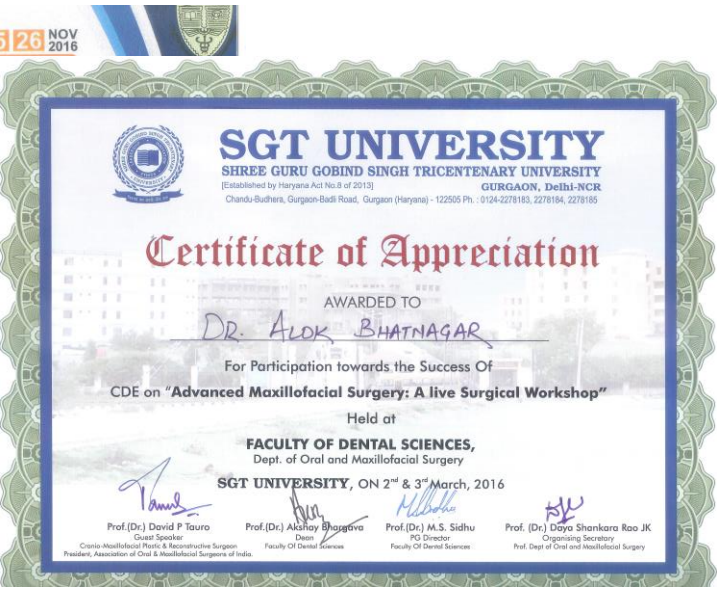 5 26 NOV
2016
SGT UNIVERSITY
SHREE GURU GOBIND SINGH TRICENTENARY UNIVERSITY
[Established by Haryana Act No.8 of 2013]
GURGAON, Delhi-NCR
Chandu-Budhera, Gurgaon-Badli Road, Gurgaon (Haryana) - 122505 Ph. : 0124-2278183, 2278184, 2278185
Certificate of Appreciation
AWARDED TO
DR. ALOK BHATNAGAR
For Participation towards the Success Of
CDE on "Advanced Maxillofacial Surgery: A live Surgical Workshop"
Held at
FACULTY OF DENTAL SCIENCES,
Dept. of Oral and Maxillofacial Surgery
SGT UNIVERSITY, ON 2nd & 3rd March, 2016
Prof.(Dr.) David P Tauro
Guest Speaker
Cranio-Maxillofacial Plastic & Reconstructive Surgeon
President, Association of Oral & Maxillofacial Surgeons of India.
Prof.(Dr.) Akshay Bhargava
Dean
Faculty Of Dental Sciences
Prof.(Dr.) M.S. Sidhu
PG Director
Faculty Of Dental Sciences
Prof. (Dr.) Daya Shankara Rao JK
Organising Secretary
Prof. Dept of Oral and Maxillofacial Surgery